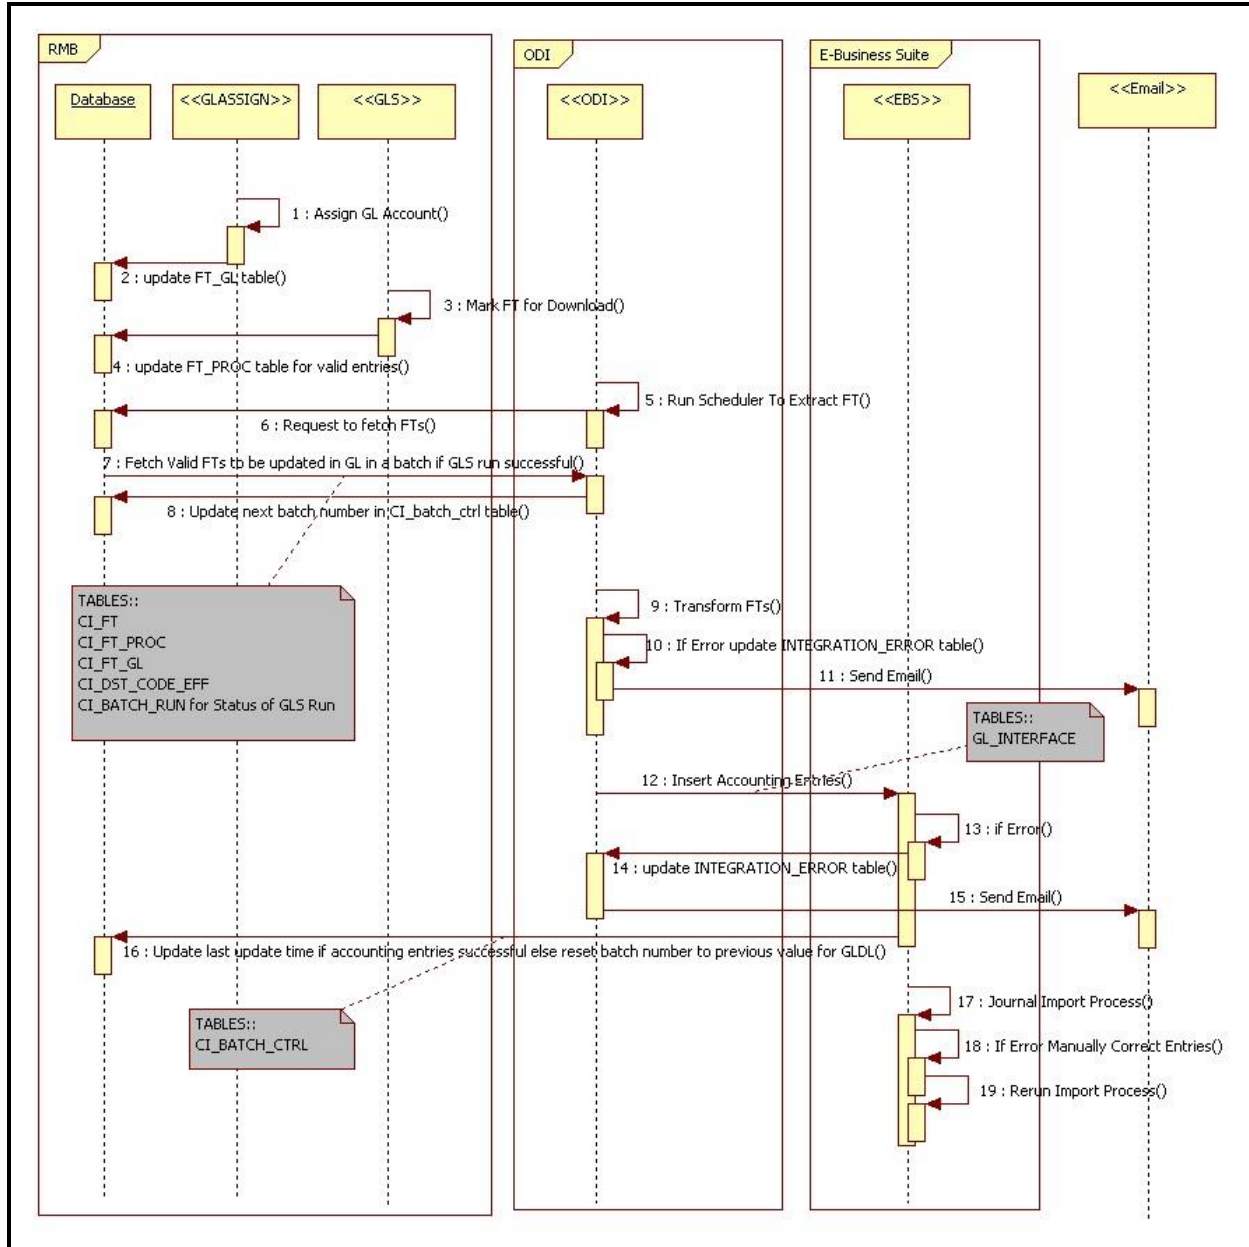 RMB
ODI
E-Business Suite
Database
<<GLASSIGN>>
<<GLS>>
<<ODI>>
<<EBS>>
<<Email>>
1 : Assign GL Account()
2 : update FT_GL table()
3 : Mark FT for Download()
4 : update FT_PROC table for valid entries()
5 : Run Scheduler To Extract FT()
6 : Request to fetch FTs()
7 : Fetch Valid FTs to be updated in GL in a batch if GLS run successful()
8 : Update next batch number in CI_batch_ctrl table()
TABLES::
CI_FT
CI_FT_PROC
CI_FT_GL
CI_DST_CODE_EFF
CI_BATCH_RUN for Status of GLS Run
9 : Transform FTs()
10 : If Error update INTEGRATION_ERROR table()
11 : Send Email()
TABLES::
GL_INTERFACE
12 : Insert Accounting Entries()
13 : if Error()
14 : update INTEGRATION_ERROR table()
15 : Send Email()
16 : Update last update time if accounting entries successful else reset batch number to previous value for GLDL()
TABLES::
CI_BATCH_CTRL
17 : Journal Import Process()
18 : If Error Manually Correct Entries()
19 : Rerun Import Process()